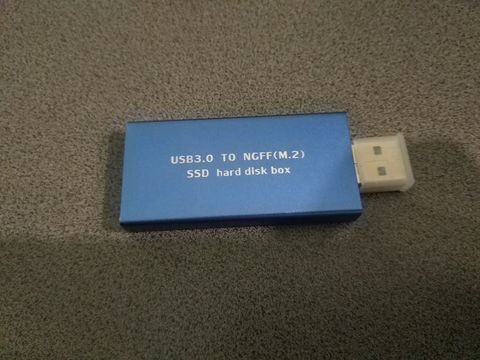 USB3.0 TO NGFF(M.2)
SSD hard disk box